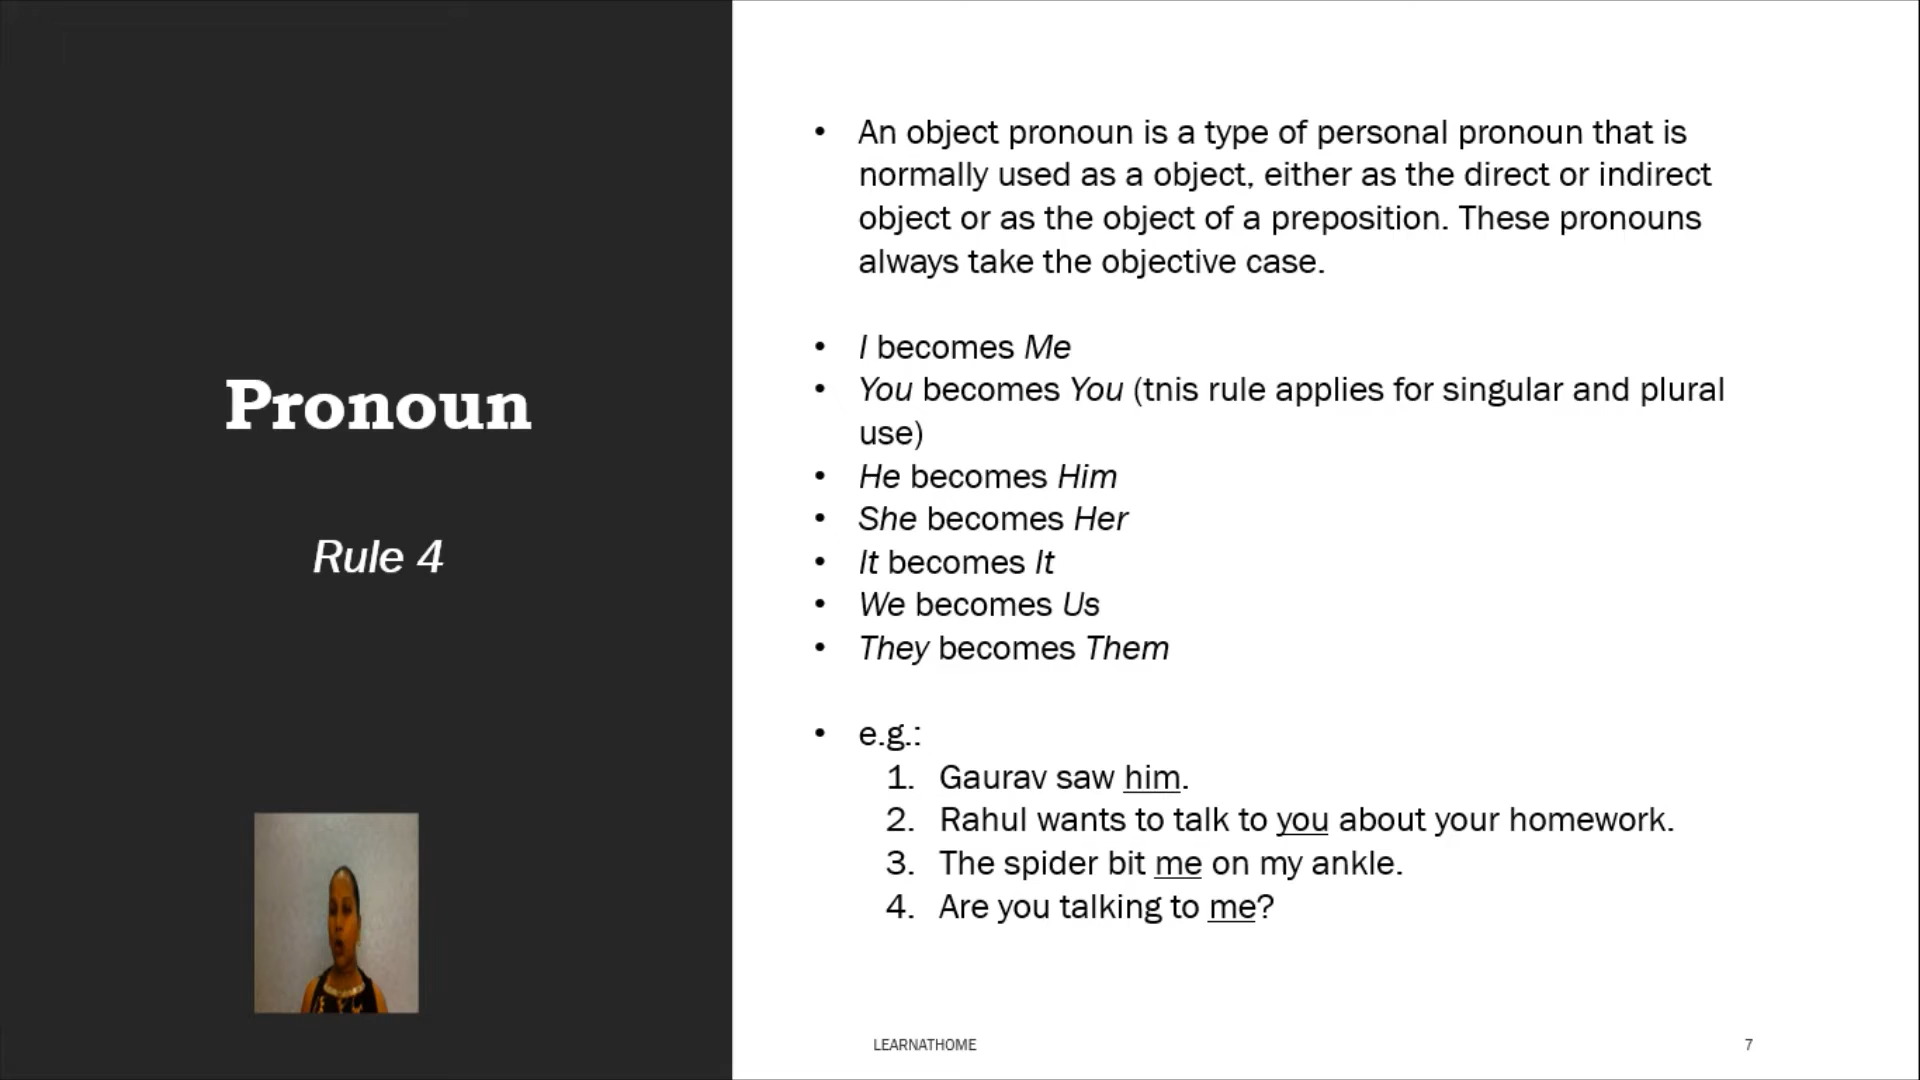 Pronoun
Rule 4
• An object pronoun is a type of personal pronoun that is
normally used as a object, either as the direct or indirect
object or as the object of a preposition. These pronouns
always take the objective case.
• I becomes Me
• You becomes You (tnis rule applies for singular and plural
use)
• He becomes Him
• She becomes Her
• It becomes It
• We becomes Us
• They becomes Them
• e.g.:
1. Gaurav saw him.
2. Rahul wants to talk to you about your homework.
3. The spider bit me on my ankle.
4. Are you talking to me?
LEARNATHOME 7